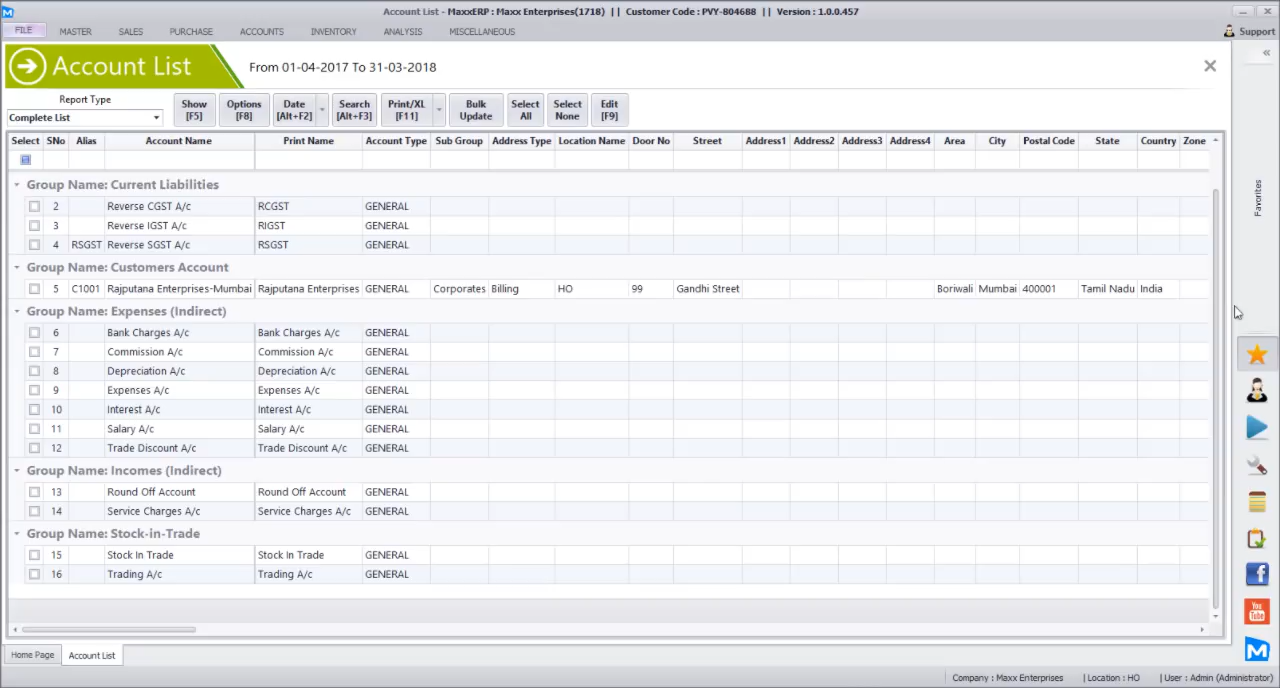 Account List - MaxxERP : Maxx Enterprises(1718) || Customer Code : PVY-804688 || Version : 1.0.0.457
FILE MASTER SALES PURCHASE ACCOUNTS INVENTORY ANALYSIS MISCELLANEOUS Support
Account List From 01-04-2017 To 31-03-2018
Report Type
Complete List
Show [F5]
Options [F8]
Date [Alt+F2]
Search [Alt+F3]
Print/XL [F11]
Bulk Update
Select All
Select None
Edit [F9]
Select SNo Alias Account Name Print Name Account Type Sub Group Address Type Location Name Door No Street Address1 Address2 Address3 Address4 Area City Postal Code State Country Zone
Group Name: Current Liabilities
2 Reverse CGST A/c RCGST GENERAL
3 Reverse IGST A/c RIGST GENERAL
4 RSGST Reverse SGST A/c RSGST GENERAL
Group Name: Customers Account
5 C1001 Rajputana Enterprises-Mumbai Rajputana Enterprises GENERAL Corporates Billing HO 99 Gandhi Street Boriwali Mumbai 400001 Tamil Nadu India
Group Name: Expenses (Indirect)
6 Bank Charges A/c Bank Charges A/c GENERAL
7 Commission A/c Commission A/c GENERAL
8 Depreciation A/c Depreciation A/c GENERAL
9 Expenses A/c Expenses A/c GENERAL
10 Interest A/c Interest A/c GENERAL
11 Salary A/c Salary A/c GENERAL
12 Trade Discount A/c Trade Discount A/c GENERAL
Group Name: Incomes (Indirect)
13 Round Off Account Round Off Account GENERAL
14 Service Charges A/c Service Charges A/c GENERAL
Group Name: Stock-in-Trade
15 Stock In Trade Stock In Trade GENERAL
16 Trading A/c Trading A/c GENERAL
Favorites
You Tube
Home Page Account List
Company : Maxx Enterprises | Location : HO | User : Admin (Administrator)